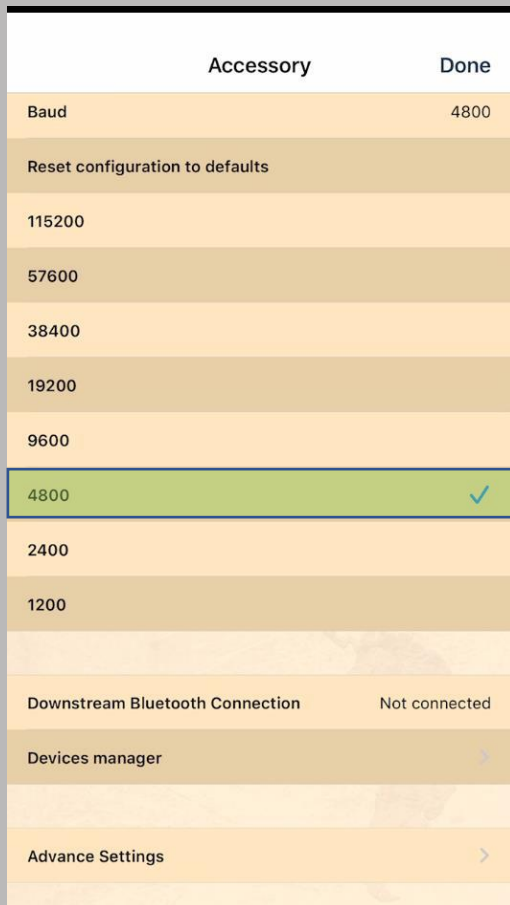 Accessory Done
Baud 4800
Reset configuration to defaults
115200
57600
38400
19200
9600
4800
2400
1200
Downstream Bluetooth Connection Not connected
Devices manager
Advance Settings